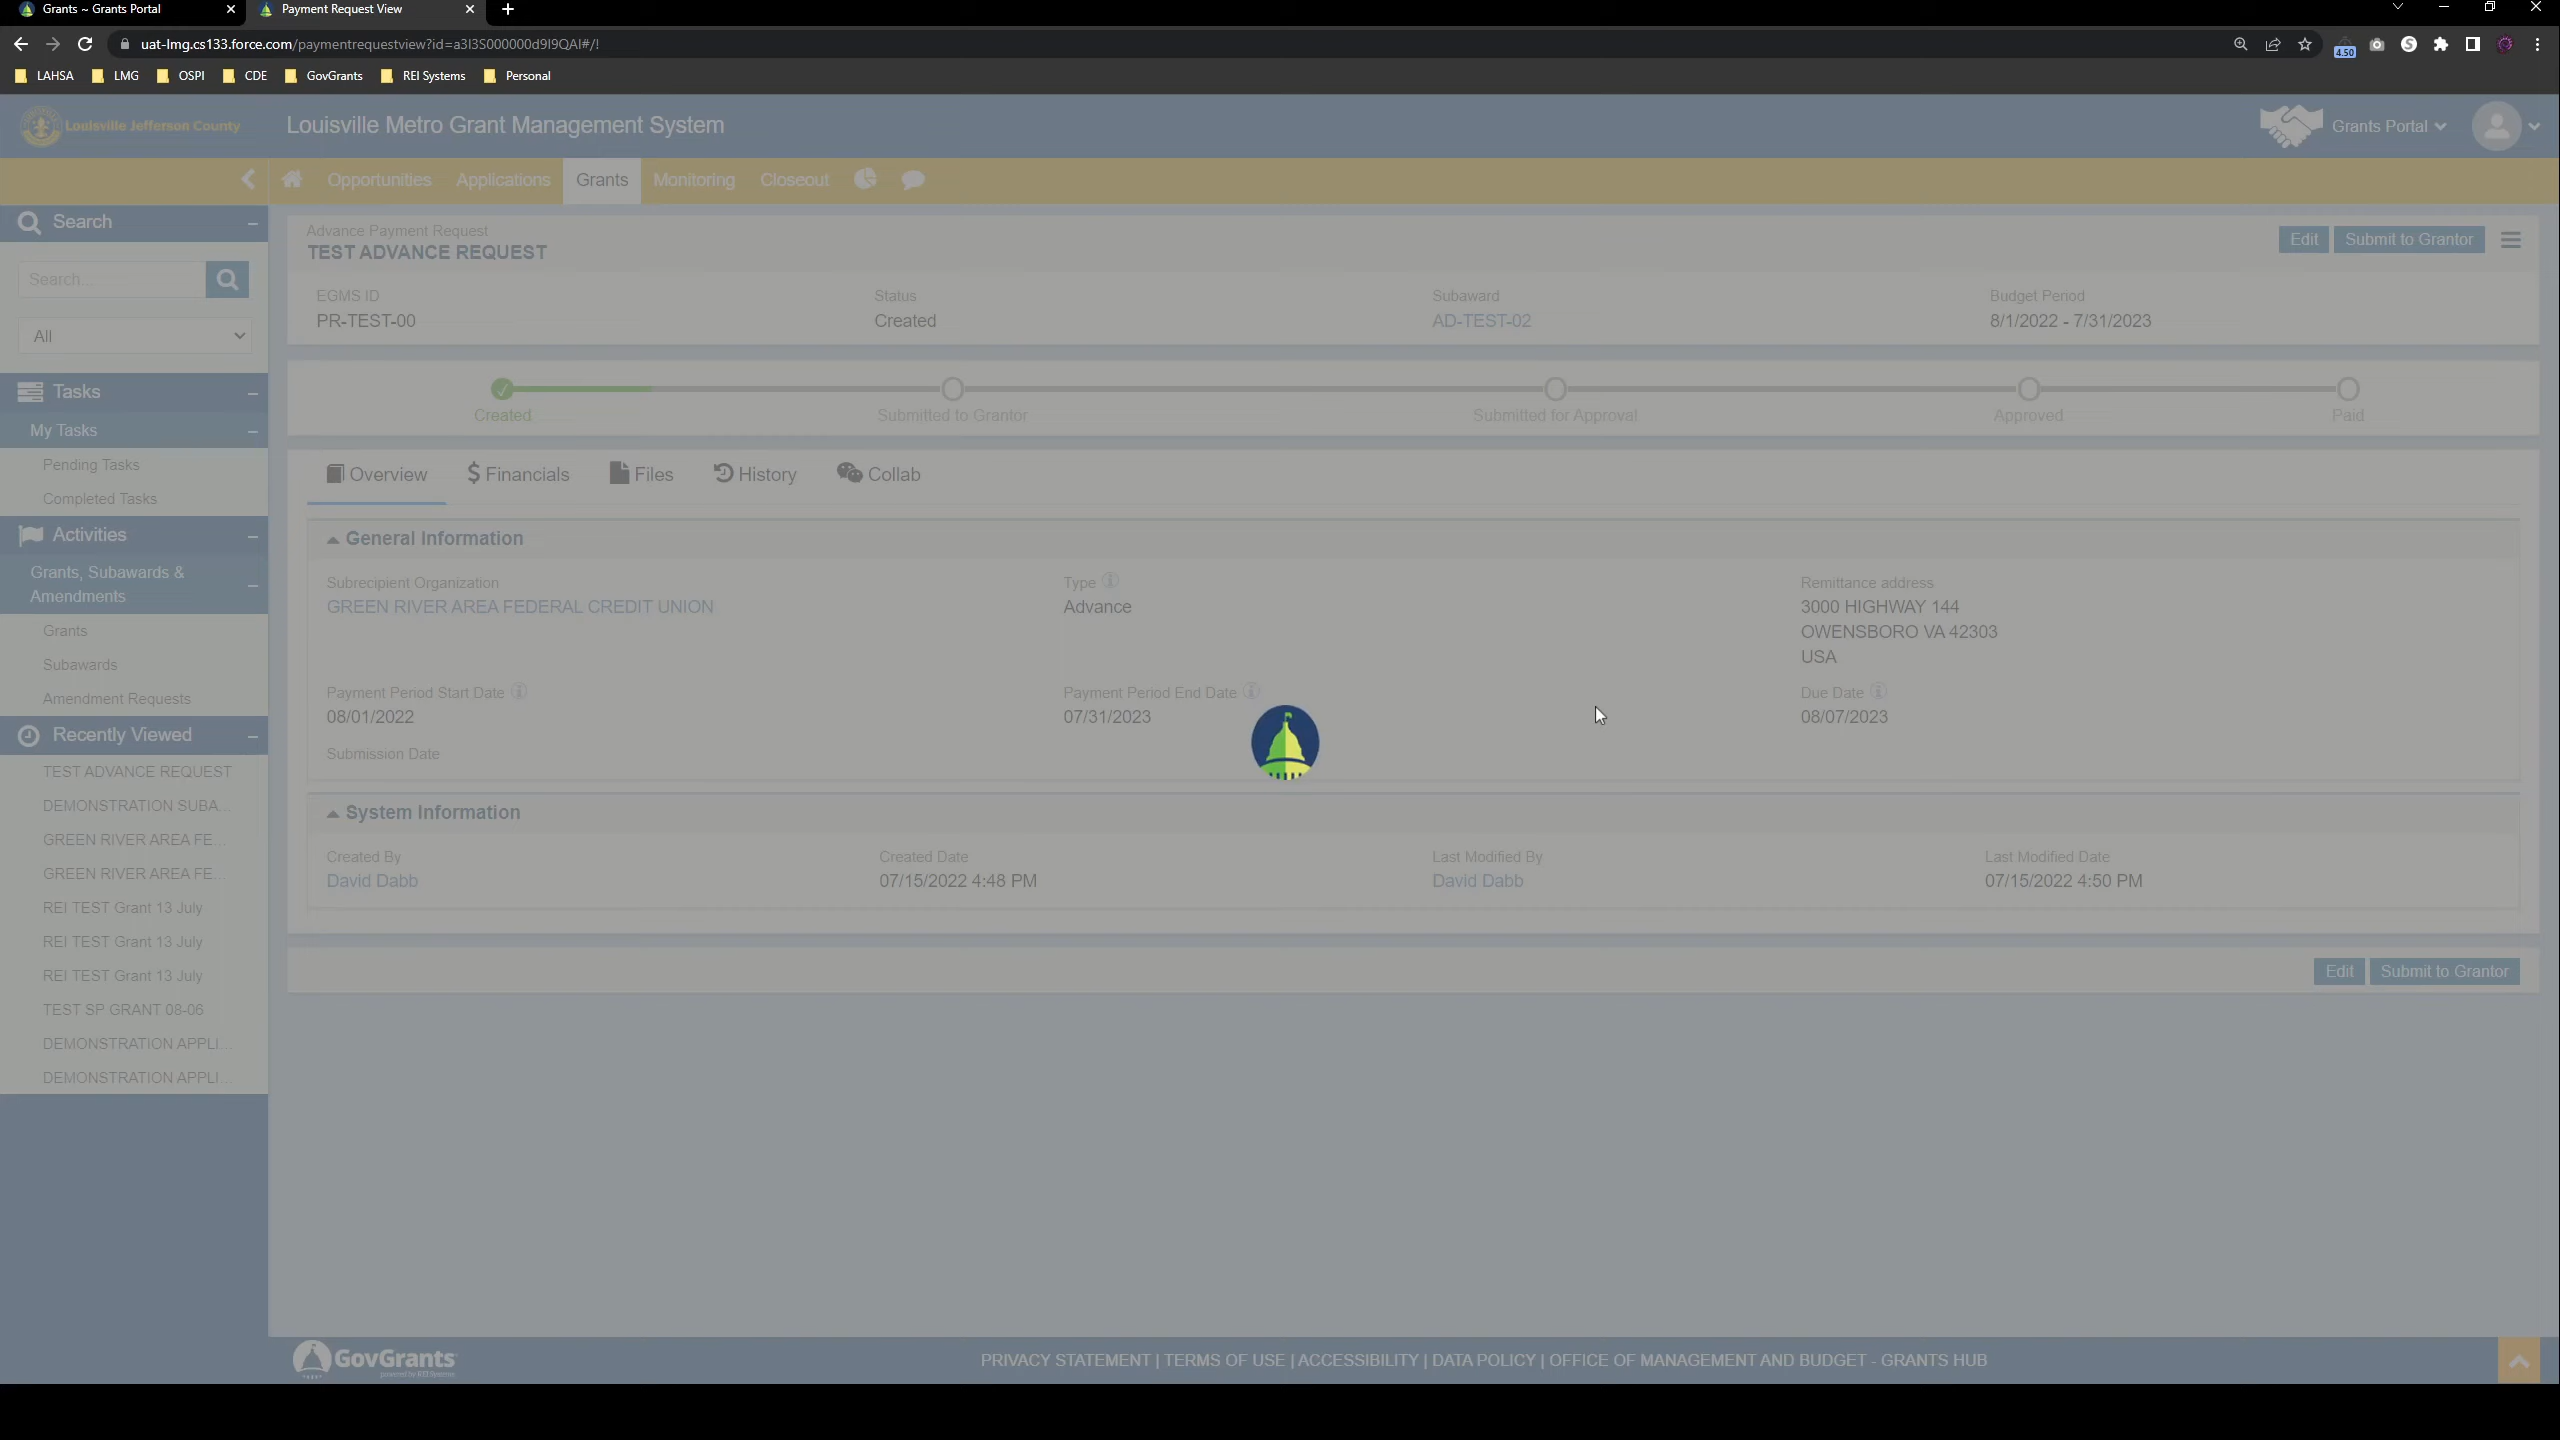 Grants ~ Grants Portal
Payment Request View
uat-lmg.cs133.force.com/paymentrequestview?id=a3I3S000000d9I9QAI#/!
4.50
LAHSA LMG OSPI CDE GovGrants REI Systems Personal
Louisville Jefferson County
Louisville Metro Grant Management System
Grants Portal
Opportunities Applications Grants Monitoring Closeout
Search
Search...
All
Tasks
My Tasks
Pending Tasks
Completed Tasks
Activities
Grants, Subawards &
Amendments
Grants
Subawards
Amendment Requests
Recently Viewed
TEST ADVANCE REQUEST
DEMONSTRATION SUBA...
GREEN RIVER AREA FE...
GREEN RIVER AREA FE...
REI TEST Grant 13 July
REI TEST Grant 13 July
REI TEST Grant 13 July
TEST SP GRANT 08-06
DEMONSTRATION APPLI...
DEMONSTRATION APPLI...
Advance Payment Request
TEST ADVANCE REQUEST
Edit Submit to Grantor
EGMS ID Status Subaward Budget Period
PR-TEST-00 Created AD-TEST-02 8/1/2022 - 7/31/2023
Created Submitted to Grantor Submitted for Approval Approved Paid
Overview Financials Files History Collab
General Information
Subrecipient Organization Type Remittance address
GREEN RIVER AREA FEDERAL CREDIT UNION Advance 3000 HIGHWAY 144
OWENSBORO VA 42303
USA
Payment Period Start Date Payment Period End Date Due Date
08/01/2022 07/31/2023 08/07/2023
Submission Date
System Information
Created By Created Date Last Modified By Last Modified Date
David Dabb 07/15/2022 4:48 PM David Dabb 07/15/2022 4:50 PM
Edit Submit to Grantor
GovGrants
powered by REI Systems
PRIVACY STATEMENT | TERMS OF USE | ACCESSIBILITY | DATA POLICY | OFFICE OF MANAGEMENT AND BUDGET - GRANTS HUB